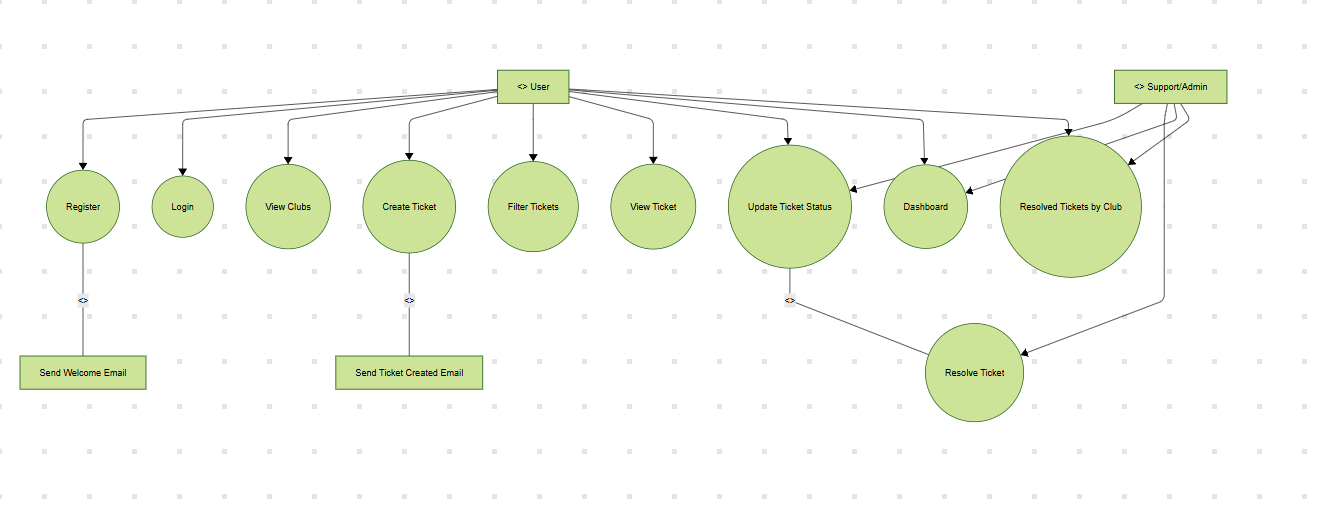 <> User
<> Support/Admin
Register
Login
View Clubs
Create Ticket
Filter Tickets
View Ticket
Update Ticket Status
Dashboard
Resolved Tickets by Club
<>
<>
<>
Send Welcome Email
Send Ticket Created Email
Resolve Ticket